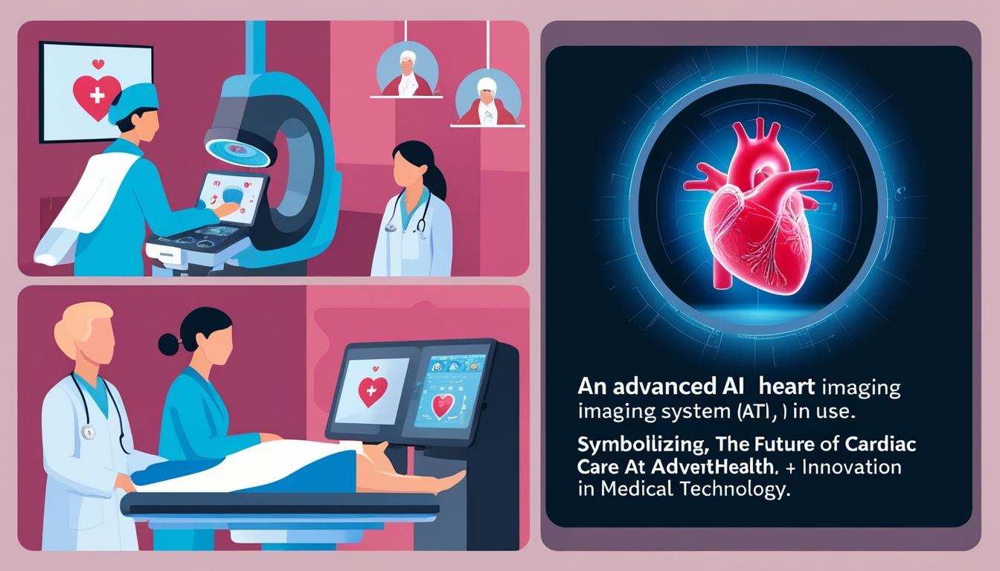 An advanced AI heart imaging
imaging system (ATI, ) in use.
Symboilizing, The Future of Cardiac
Care At AdveitHealth. + Innovation
in Medical Technology.